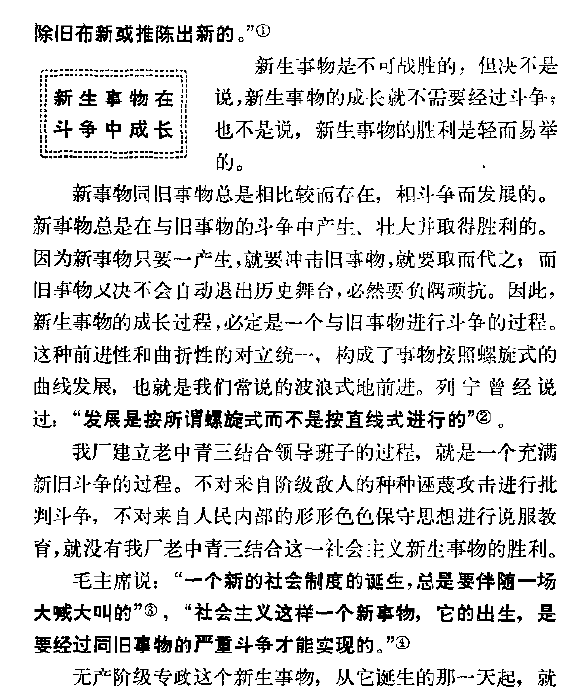 除旧布新或推陈出新的。”①
新生事物在
斗争中成长
新生事物是不可战胜的，但决不是
说，新生事物的成长就不需要经过斗争；
也不是说，新生事物的胜利是轻而易举
的。
新事物同旧事物总是相比较而存在，相斗争而发展的。
新事物总是在与旧事物的斗争中产生、壮大并取得胜利的。
因为新事物只要一产生，就要冲击旧事物，就要取而代之；而
旧事物又决不会自动退出历史舞台，必然要负隅顽抗。因此，
新生事物的成长过程，必定是一个与旧事物进行斗争的过程。
这种前进性和曲折性的对立统一，构成了事物按照螺旋式的
曲线发展，也就是我们常说的波浪式地前进。列宁曾经说
过：“发展是按所谓螺旋式而不是按直线式进行的”②。
我厂建立老中青三结合领导班子的过程，就是一个充满
新旧斗争的过程。不对来自阶级敌人的种种诬蔑攻击进行批
判斗争，不对来自人民内部的形形色色保守思想进行说服教
育，就没有我厂老中青三结合这一社会主义新生事物的胜利。
毛主席说：“一个新的社会制度的诞生，总是要伴随一场
大喊大叫的”③，“社会主义这样一个新事物，它的出生，是
要经过同旧事物的严重斗争才能实现的。”④
无产阶级专政这个新生事物，从它诞生的那一天起，就